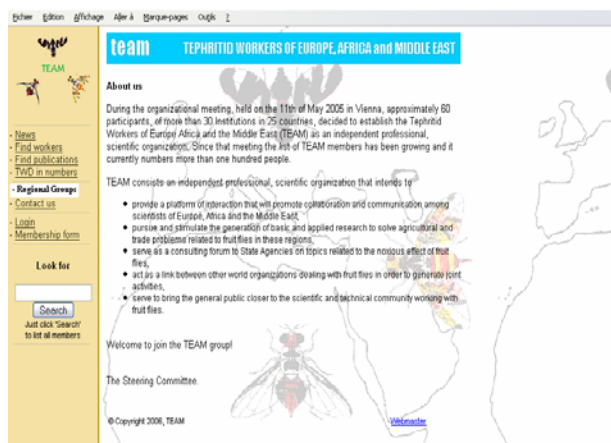 Fichier Edition Affichage Aller à Marque-pages Outils ?
TEAM
News
Find workers
Find publications
TWD in numbers
Regional Groups
Contact us
Login
Membership form
Look for
Search
Just click 'Search'
to list all members
team TEPHRITID WORKERS OF EUROPE, AFRICA and MIDDLE EAST
About us
During the organizational meeting, held on the 11th of May 2005 in Vienna, approximately 60
participants, of more than 30 Institutions in 25 countries, decided to establish the Tephritid
Workers of Europe Africa and the Middle East (TEAM) as an independent professional,
scientific organization. Since that meeting the list of TEAM members has been growing and it
currently numbers more than one hundred people.
TEAM consists an independent professional, scientific organization that intends to
provide a platform of interaction that will promote collaboration and communication among
scientists of Europe, Africa and the Middle East,
pursue and stimulate the generation of basic and applied research to solve agricultural and
trade problems related to fruit flies in these regions,
serve as a consulting forum to State Agencies on topics related to the noxious effect of fruit
flies,
act as a link between other world organizations dealing with fruit flies in order to generate joint
activities,
serve to bring the general public closer to the scientific and technical community working with
fruit flies.
Welcome to join the TEAM group!
The Steering Committee.
© Copyright 2006, TEAM Webmaster